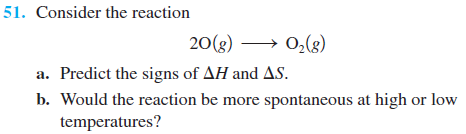 51. Consider the reaction
2O(g) ⟶ O₂(g)
a. Predict the signs of ΔH and ΔS.
b. Would the reaction be more spontaneous at high or low
temperatures?